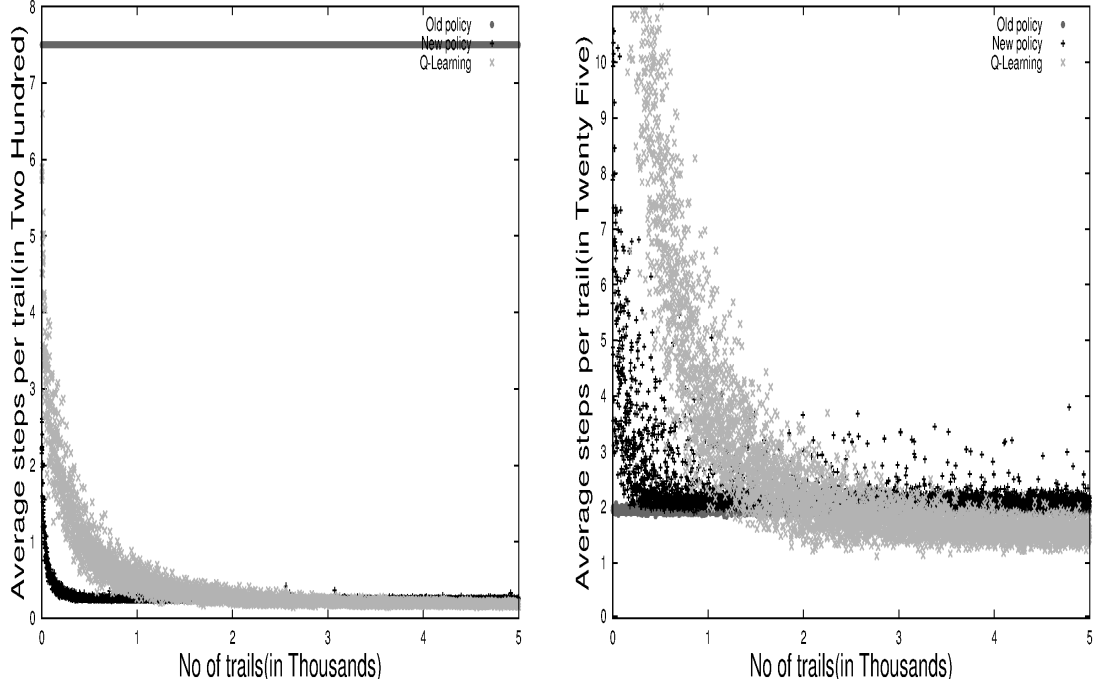 Average steps per trail(in Two Hundred)
8
7
6
5
4
3
2
1
0
Old policy
New policy
Q-Learning
0 1 2 3 4 5
No of trails(in Thousands)
Average steps per trail(in Twenty Five)
10
9
8
7
6
5
4
3
2
1
0
Old policy
New policy
Q-Learning
0 1 2 3 4 5
No of trails(in Thousands)